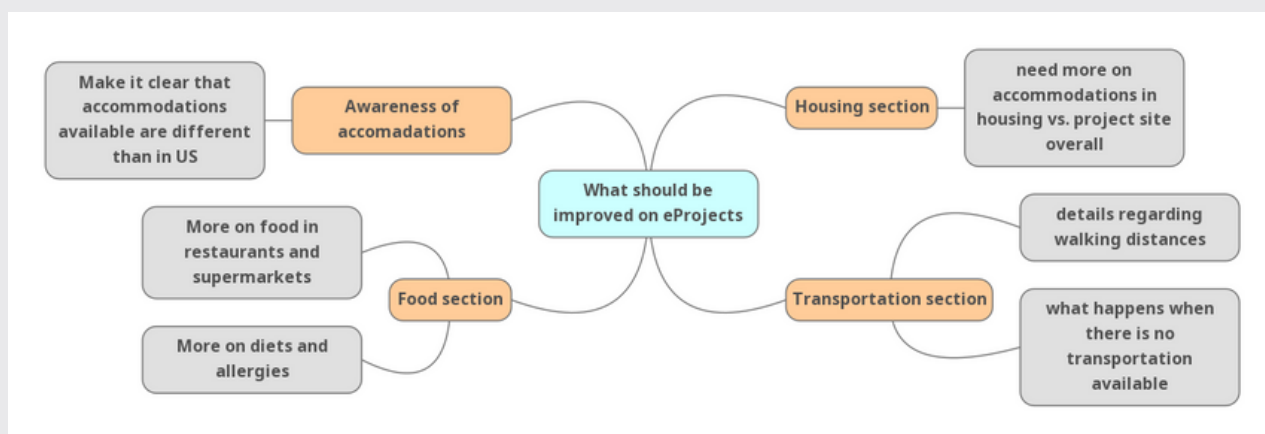 What should be
improved on eProjects
Awareness of
accomadations
Make it clear that
accommodations
available are different
than in US
Food section
More on food in
restaurants and
supermarkets
More on diets and
allergies
Housing section
need more on
accommodations in
housing vs. project site
overall
Transportation section
details regarding
walking distances
what happens when
there is no
transportation
available